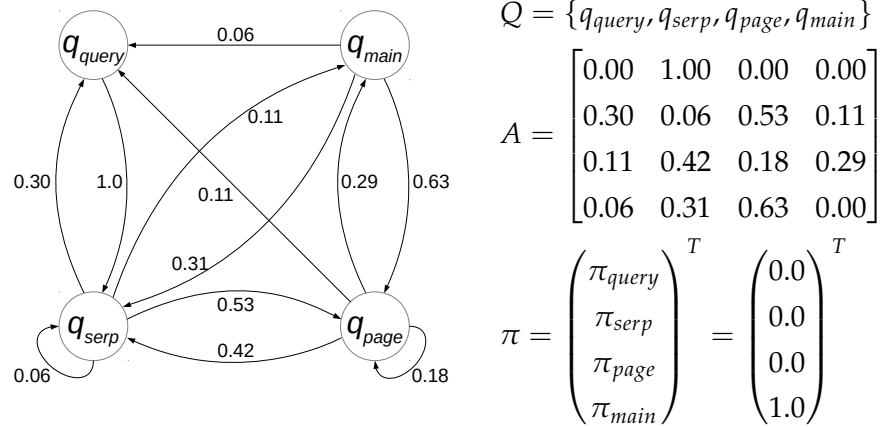 q_query
0.06
q_main
0.11
0.30
1.0
0.11
0.29
0.63
0.31
0.53
q_serp
q_page
0.42
0.06
0.18
Q = {q_query, q_serp, q_page, q_main}
A = [0.00 1.00 0.00 0.00
0.30 0.06 0.53 0.11
0.11 0.42 0.18 0.29
0.06 0.31 0.63 0.00]
π = (π_query π_serp π_page π_main)^T = (0.0 0.0 0.0 1.0)^T